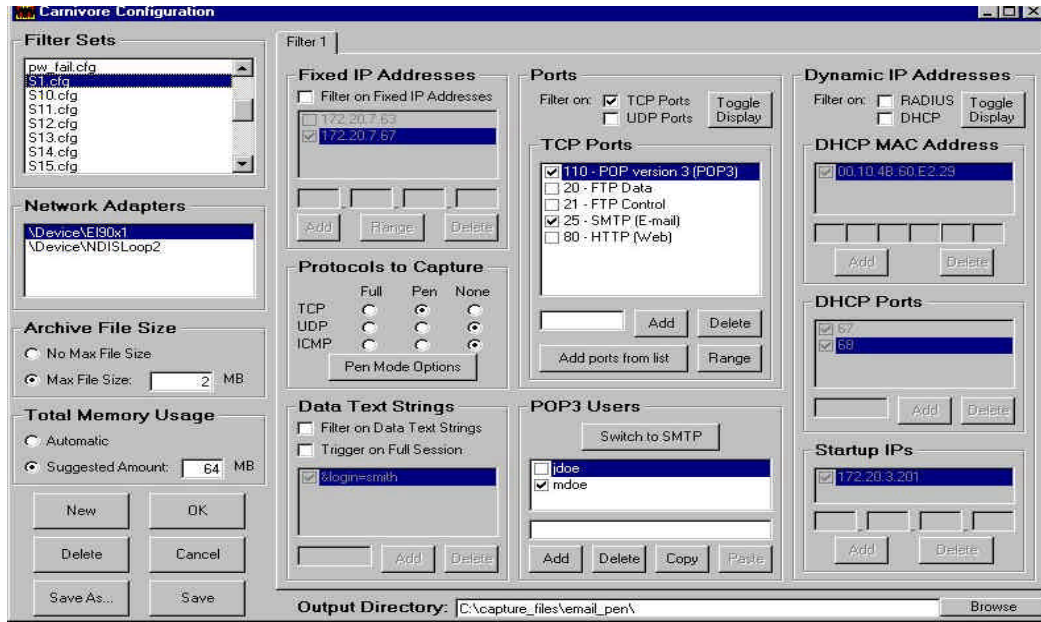 Carnivore Configuration
Filter Sets
pw_fail.cfg
S1.cfg
S10.cfg
S11.cfg
S12.cfg
S13.cfg
S14.cfg
S15.cfg
Network Adapters
\Device\El90x1
\Device\NDISLoop2
Archive File Size
No Max File Size
Max File Size: 2 MB
Total Memory Usage
Automatic
Suggested Amount: 64 MB
New OK
Delete Cancel
Save As... Save
Filter 1
Fixed IP Addresses
Filter on Fixed IP Addresses
172.20.7.63
172.20.7.67
Add Range Delete
Protocols to Capture
Full Pen None
TCP
UDP
ICMP
Pen Mode Options
Data Text Strings
Filter on Data Text Strings
Trigger on Full Session
&login=smith
Add Delete
Ports
Filter on: TCP Ports
UDP Ports
Toggle Display
TCP Ports
110 - POP version 3 (POP3)
20 - FTP Data
21 - FTP Control
25 - SMTP (E-mail)
80 - HTTP (Web)
Add Delete
Add ports from list Range
POP3 Users
Switch to SMTP
jdoe
mdoe
Add Delete Copy Paste
Dynamic IP Addresses
Filter on: RADIUS
DHCP
Toggle Display
DHCP MAC Address
00.10.4B.60.E2.29
Add Delete
DHCP Ports
67
68
Add Delete
Startup IPs
172.20.3.201
Add Delete
Output Directory: C:\capture_files\email_pen\ Browse